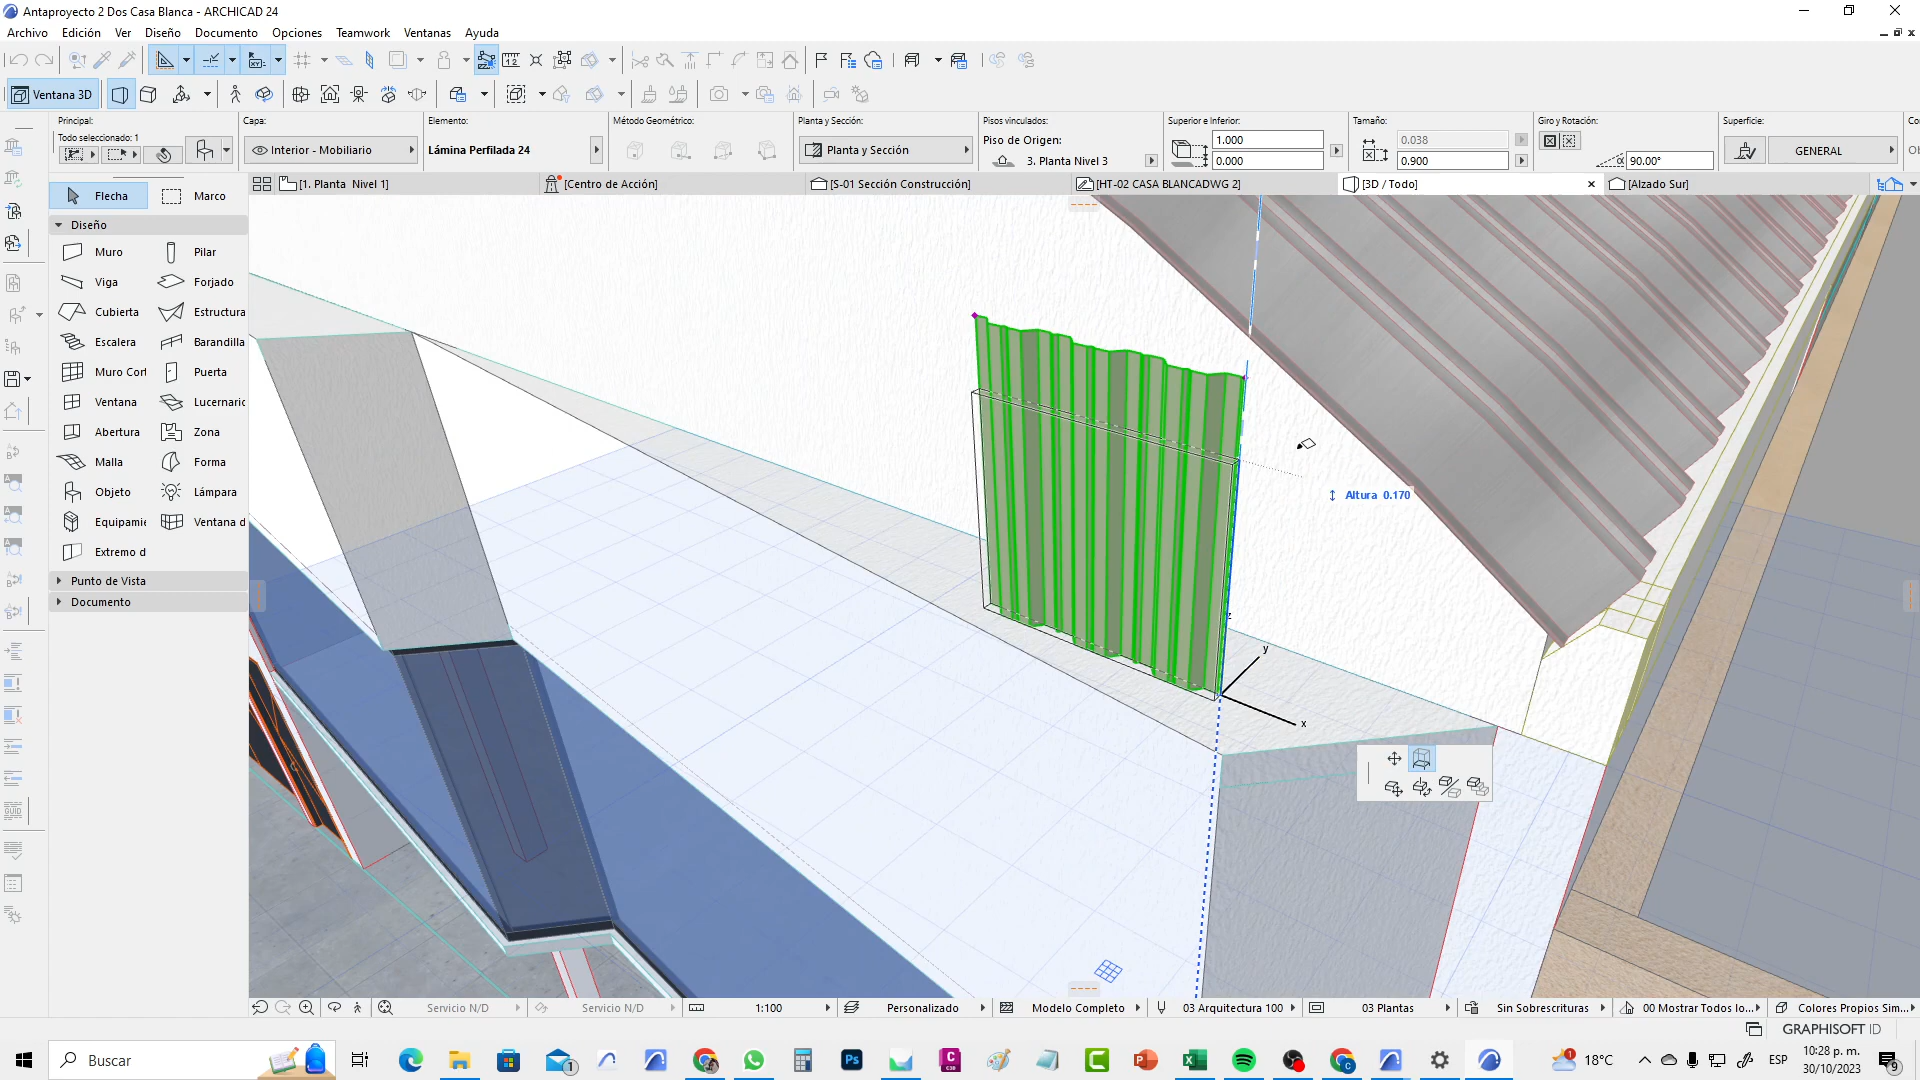 Antaproyecto 2 Dos Casa Blanca - ARCHICAD 24
Archivo Edición Ver Diseño Documento Opciones Teamwork Ventanas Ayuda
Ventana 3D
Principal:
Todo seleccionado: 1
Capa:
Interior - Mobiliario
Elemento:
Lámina Perfilada 24
Método Geométrico:
Planta y Sección:
Planta y Sección
Pisos vinculados:
Piso de Origen:
3. Planta Nivel 3
Superior e Inferior:
1.000
0.000
Tamaño:
0.038
0.900
Giro y Rotación:
90.00°
Superficie:
GENERAL
[1. Planta Nivel 1]
[Centro de Acción]
[S-01 Sección Construcción]
[HT-02 CASA BLANCADWG 2]
[3D / Todo]
[Alzado Sur]
Flecha Marco
Diseño
Muro Pilar
Viga Forjado
Cubierta Estructura
Escalera Barandilla
Muro Cort Puerta
Ventana Lucernario
Abertura Zona
Malla Forma
Objeto Lámpara
Equipamie Ventana d
Extremo d
Punto de Vista
Documento
Altura 0.170
z
y
x
Servicio N/D Servicio N/D 1:100 Personalizado Modelo Completo 03 Arquitectura 100 03 Plantas Sin Sobrescrituras 00 Mostrar Todos lo... Colores Propios Sim...
GRAPHISOFT ID
Buscar
18°C
ESP
10:28 p. m.
30/10/2023